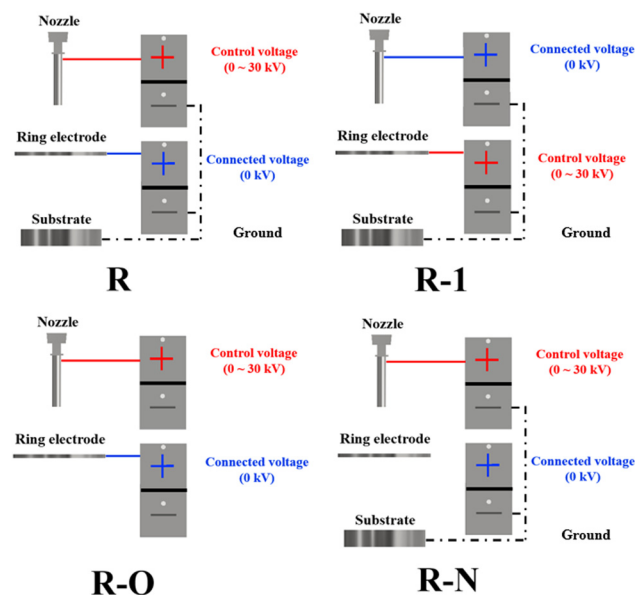 Nozzle
+
Control voltage
(0 ~ 30 kV)
−
Ring electrode
+
Connected voltage
(0 kV)
−
Substrate
Ground
R
Nozzle
+
Connected voltage
(0 kV)
−
Ring electrode
+
Control voltage
(0 ~ 30 kV)
−
Substrate
Ground
R-1
Nozzle
+
Control voltage
(0 ~ 30 kV)
−
Ring electrode
+
Connected voltage
(0 kV)
−
R-O
Nozzle
+
Control voltage
(0 ~ 30 kV)
−
Ring electrode
+
Connected voltage
(0 kV)
−
Substrate
Ground
R-N